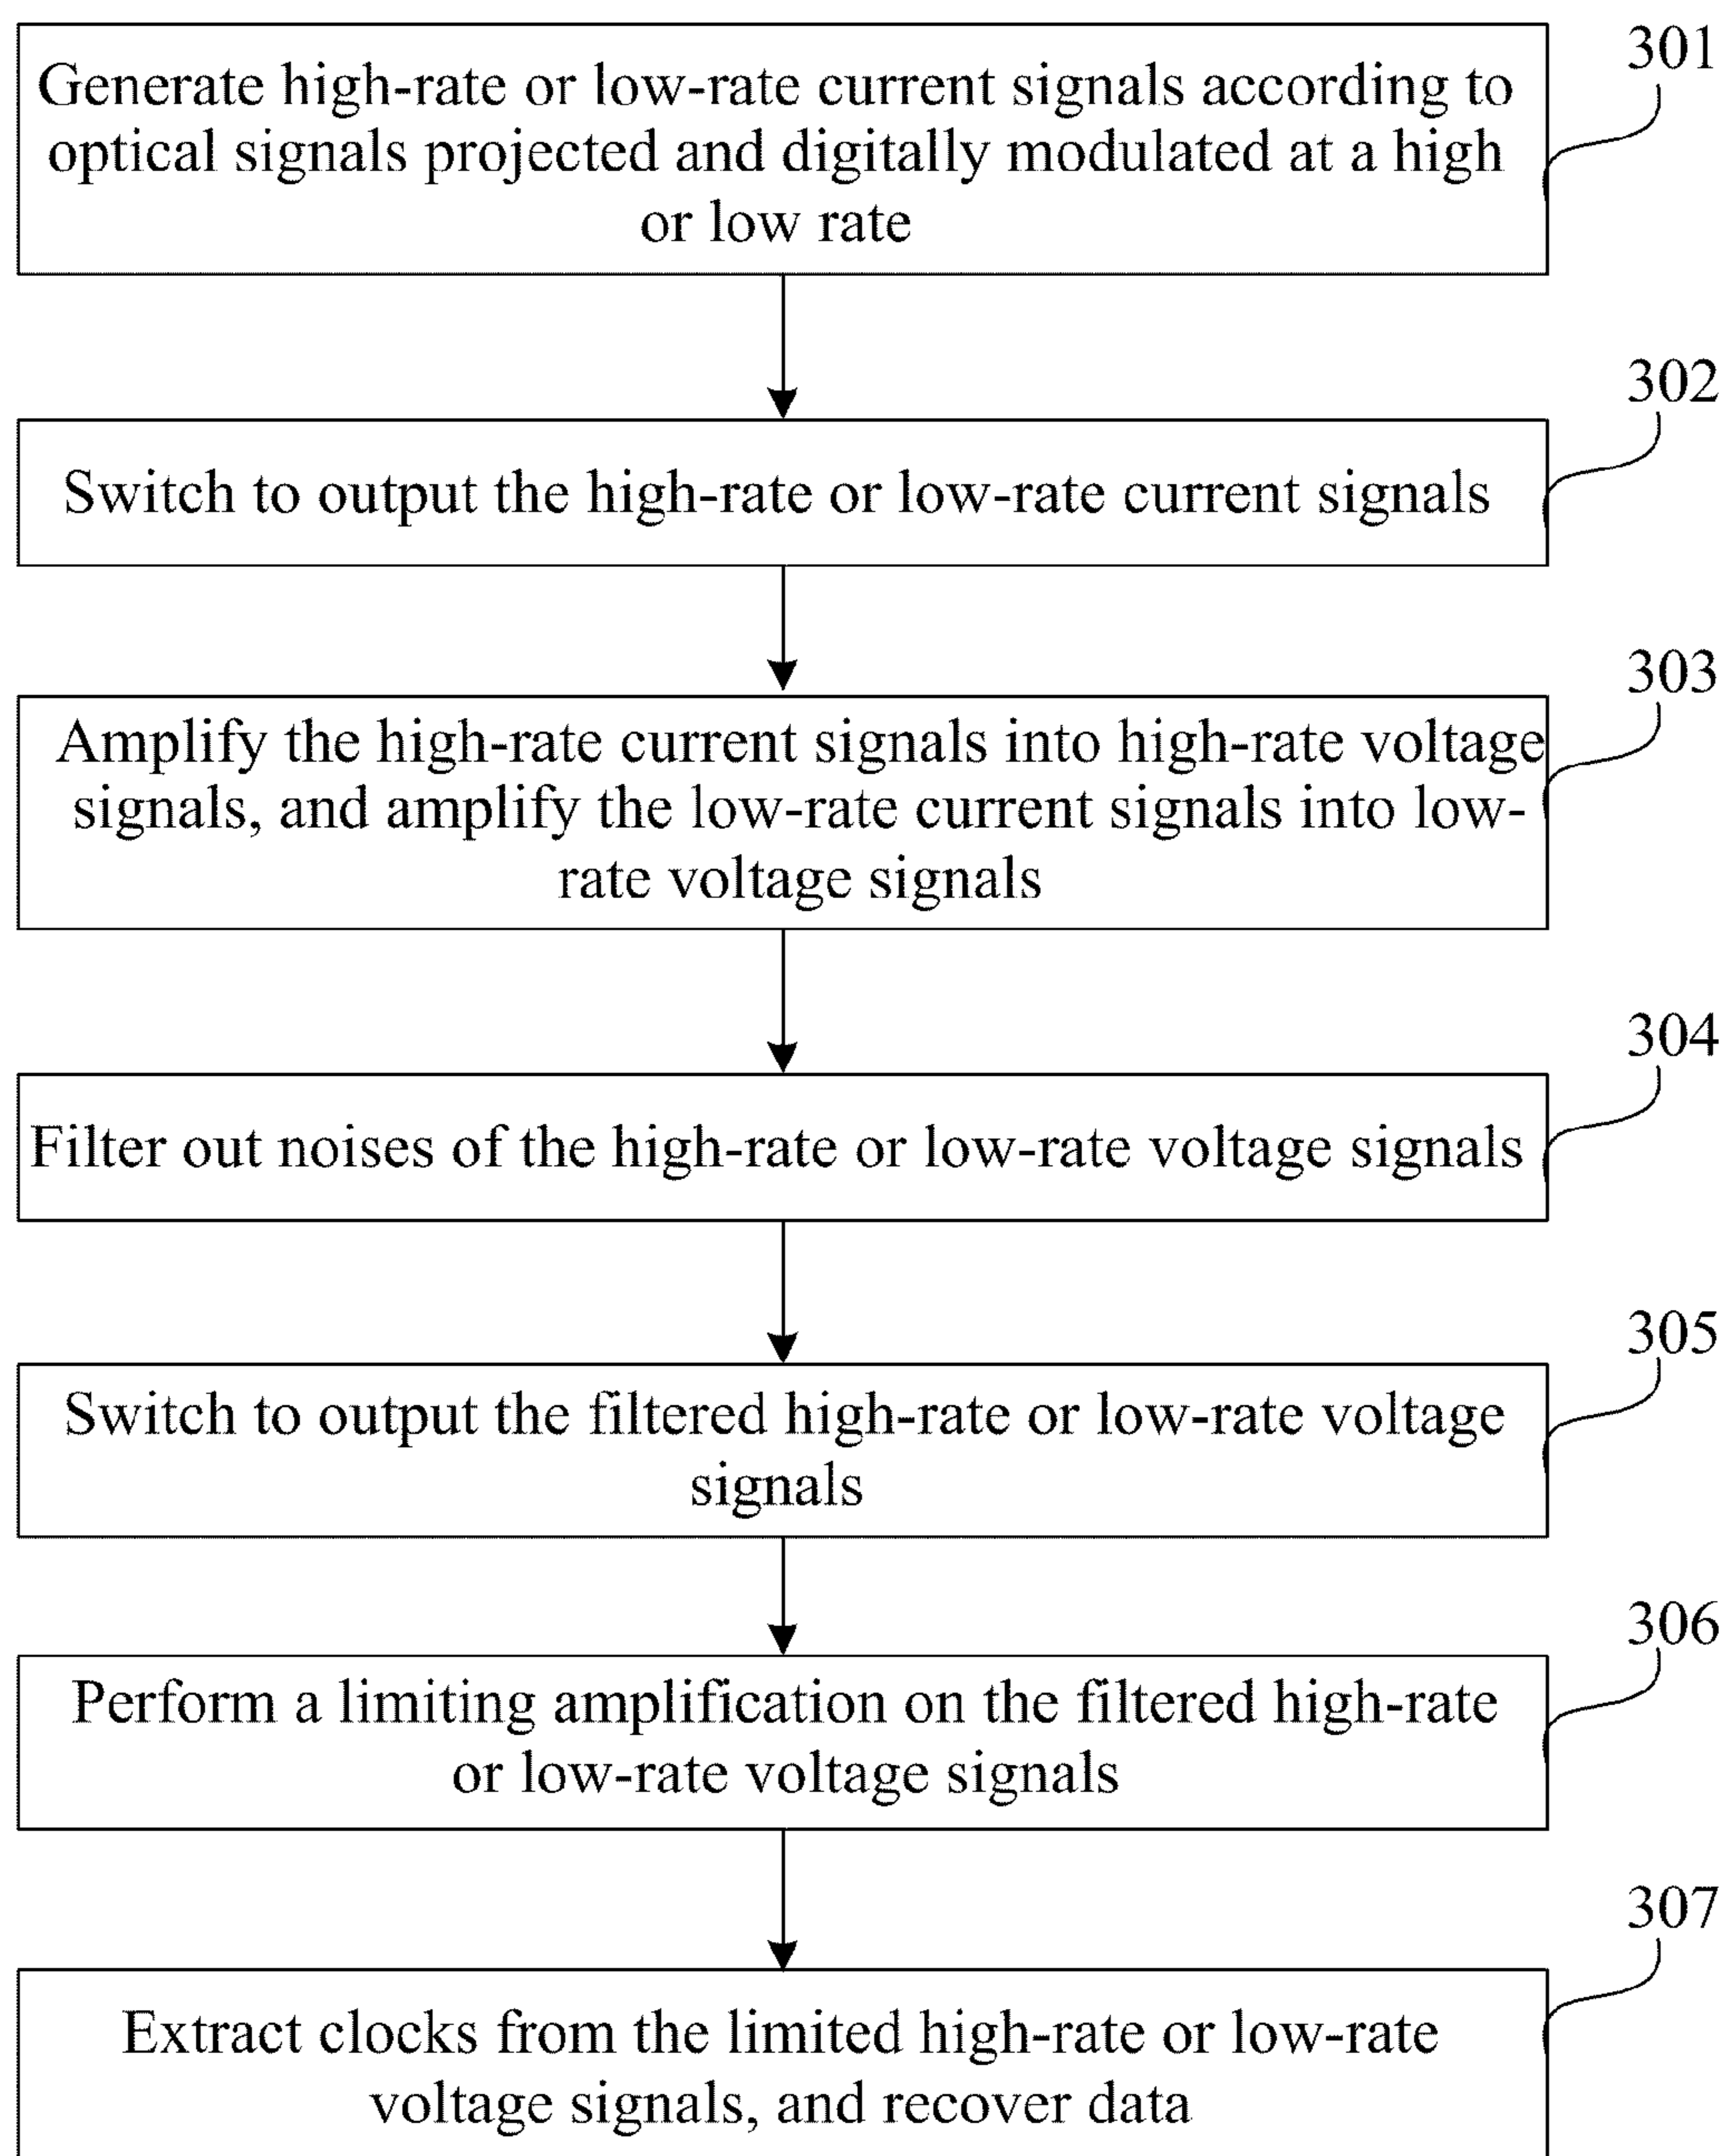 301
Generate high-rate or low-rate current signals according to
optical signals projected and digitally modulated at a high
or low rate
302
Switch to output the high-rate or low-rate current signals
303
Amplify the high-rate current signals into high-rate voltage
signals, and amplify the low-rate current signals into low-
rate voltage signals
304
Filter out noises of the high-rate or low-rate voltage signals
305
Switch to output the filtered high-rate or low-rate voltage
signals
306
Perform a limiting amplification on the filtered high-rate
or low-rate voltage signals
307
Extract clocks from the limited high-rate or low-rate
voltage signals, and recover data